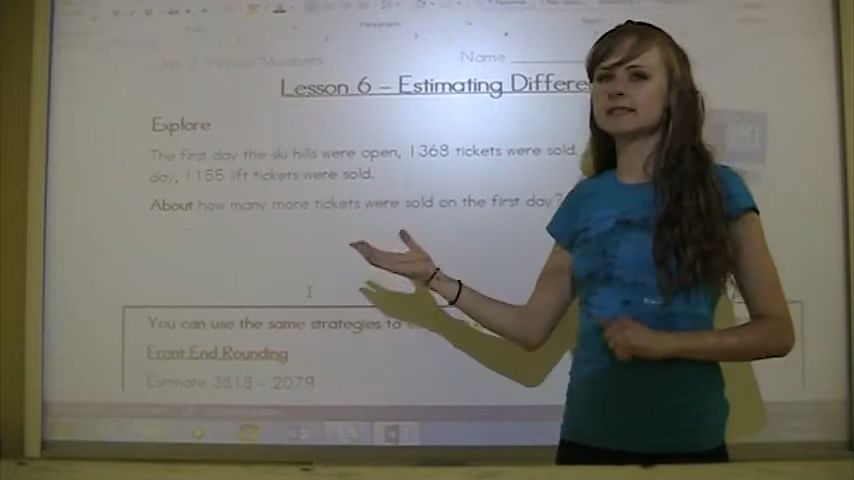 Name
Lesson 6 – Estimating Differe
Explore
The first day the ski hills were open, 1368 tickets were sold.
day, 1155 lift tickets were sold.
About how many more tickets were sold on the first day?
You can use the same strategies to
Front End Rounding
Estimate 3813 - 2079